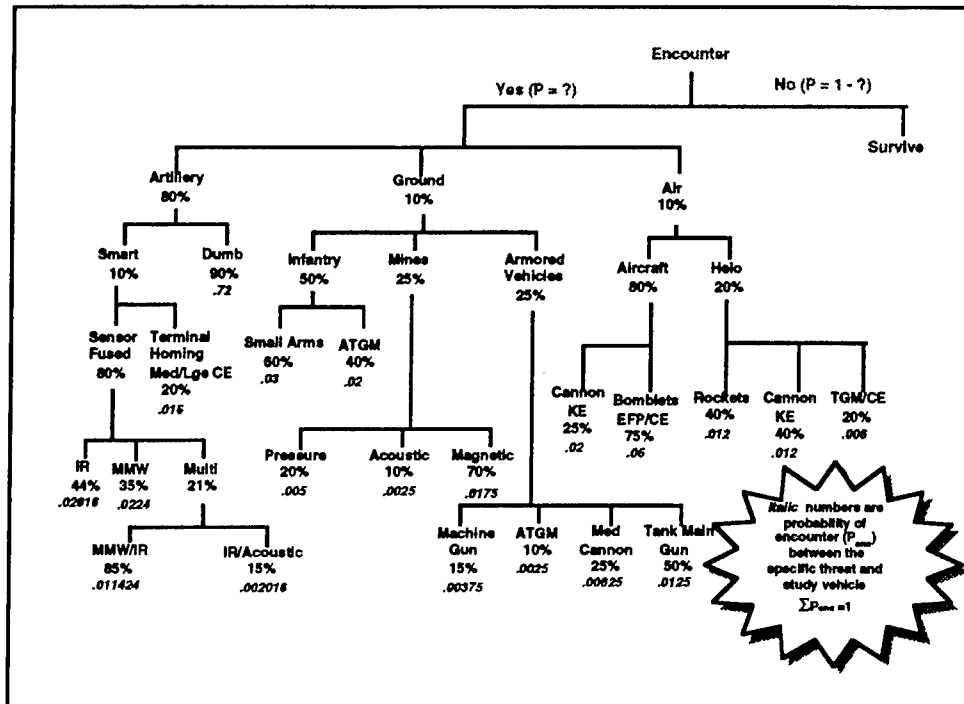 Encounter
Yes (P = ?)
No (P = 1 - ?)
Survive
Artillery
80%
Ground
10%
Air
10%
Smart
10%
Dumb
90%
.72
Infantry
50%
Mines
25%
Armored
Vehicles
25%
Aircraft
80%
Helo
20%
Sensor
Fused
80%
Terminal
Homing
Med/Lge CE
20%
.016
Small Arms
60%
.03
ATGM
40%
.02
Cannon
KE
25%
.02
Bomblets
EFP/CE
75%
.06
Rockets
40%
.012
Cannon
KE
40%
.012
TGM/CE
20%
.006
IR
44%
.02816
MMW
35%
.0224
Multi
21%
Pressure
20%
.005
Acoustic
10%
.0025
Magnetic
70%
.0175
MMW/IR
85%
.011424
IR/Acoustic
15%
.002016
Machine
Gun
15%
.00375
ATGM
10%
.0025
Med
Cannon
25%
.00625
Tank Main
Gun
50%
.0125
Italic numbers are
probability of
encounter (Penc)
between the
specific threat and
study vehicle
ΣPenc =1